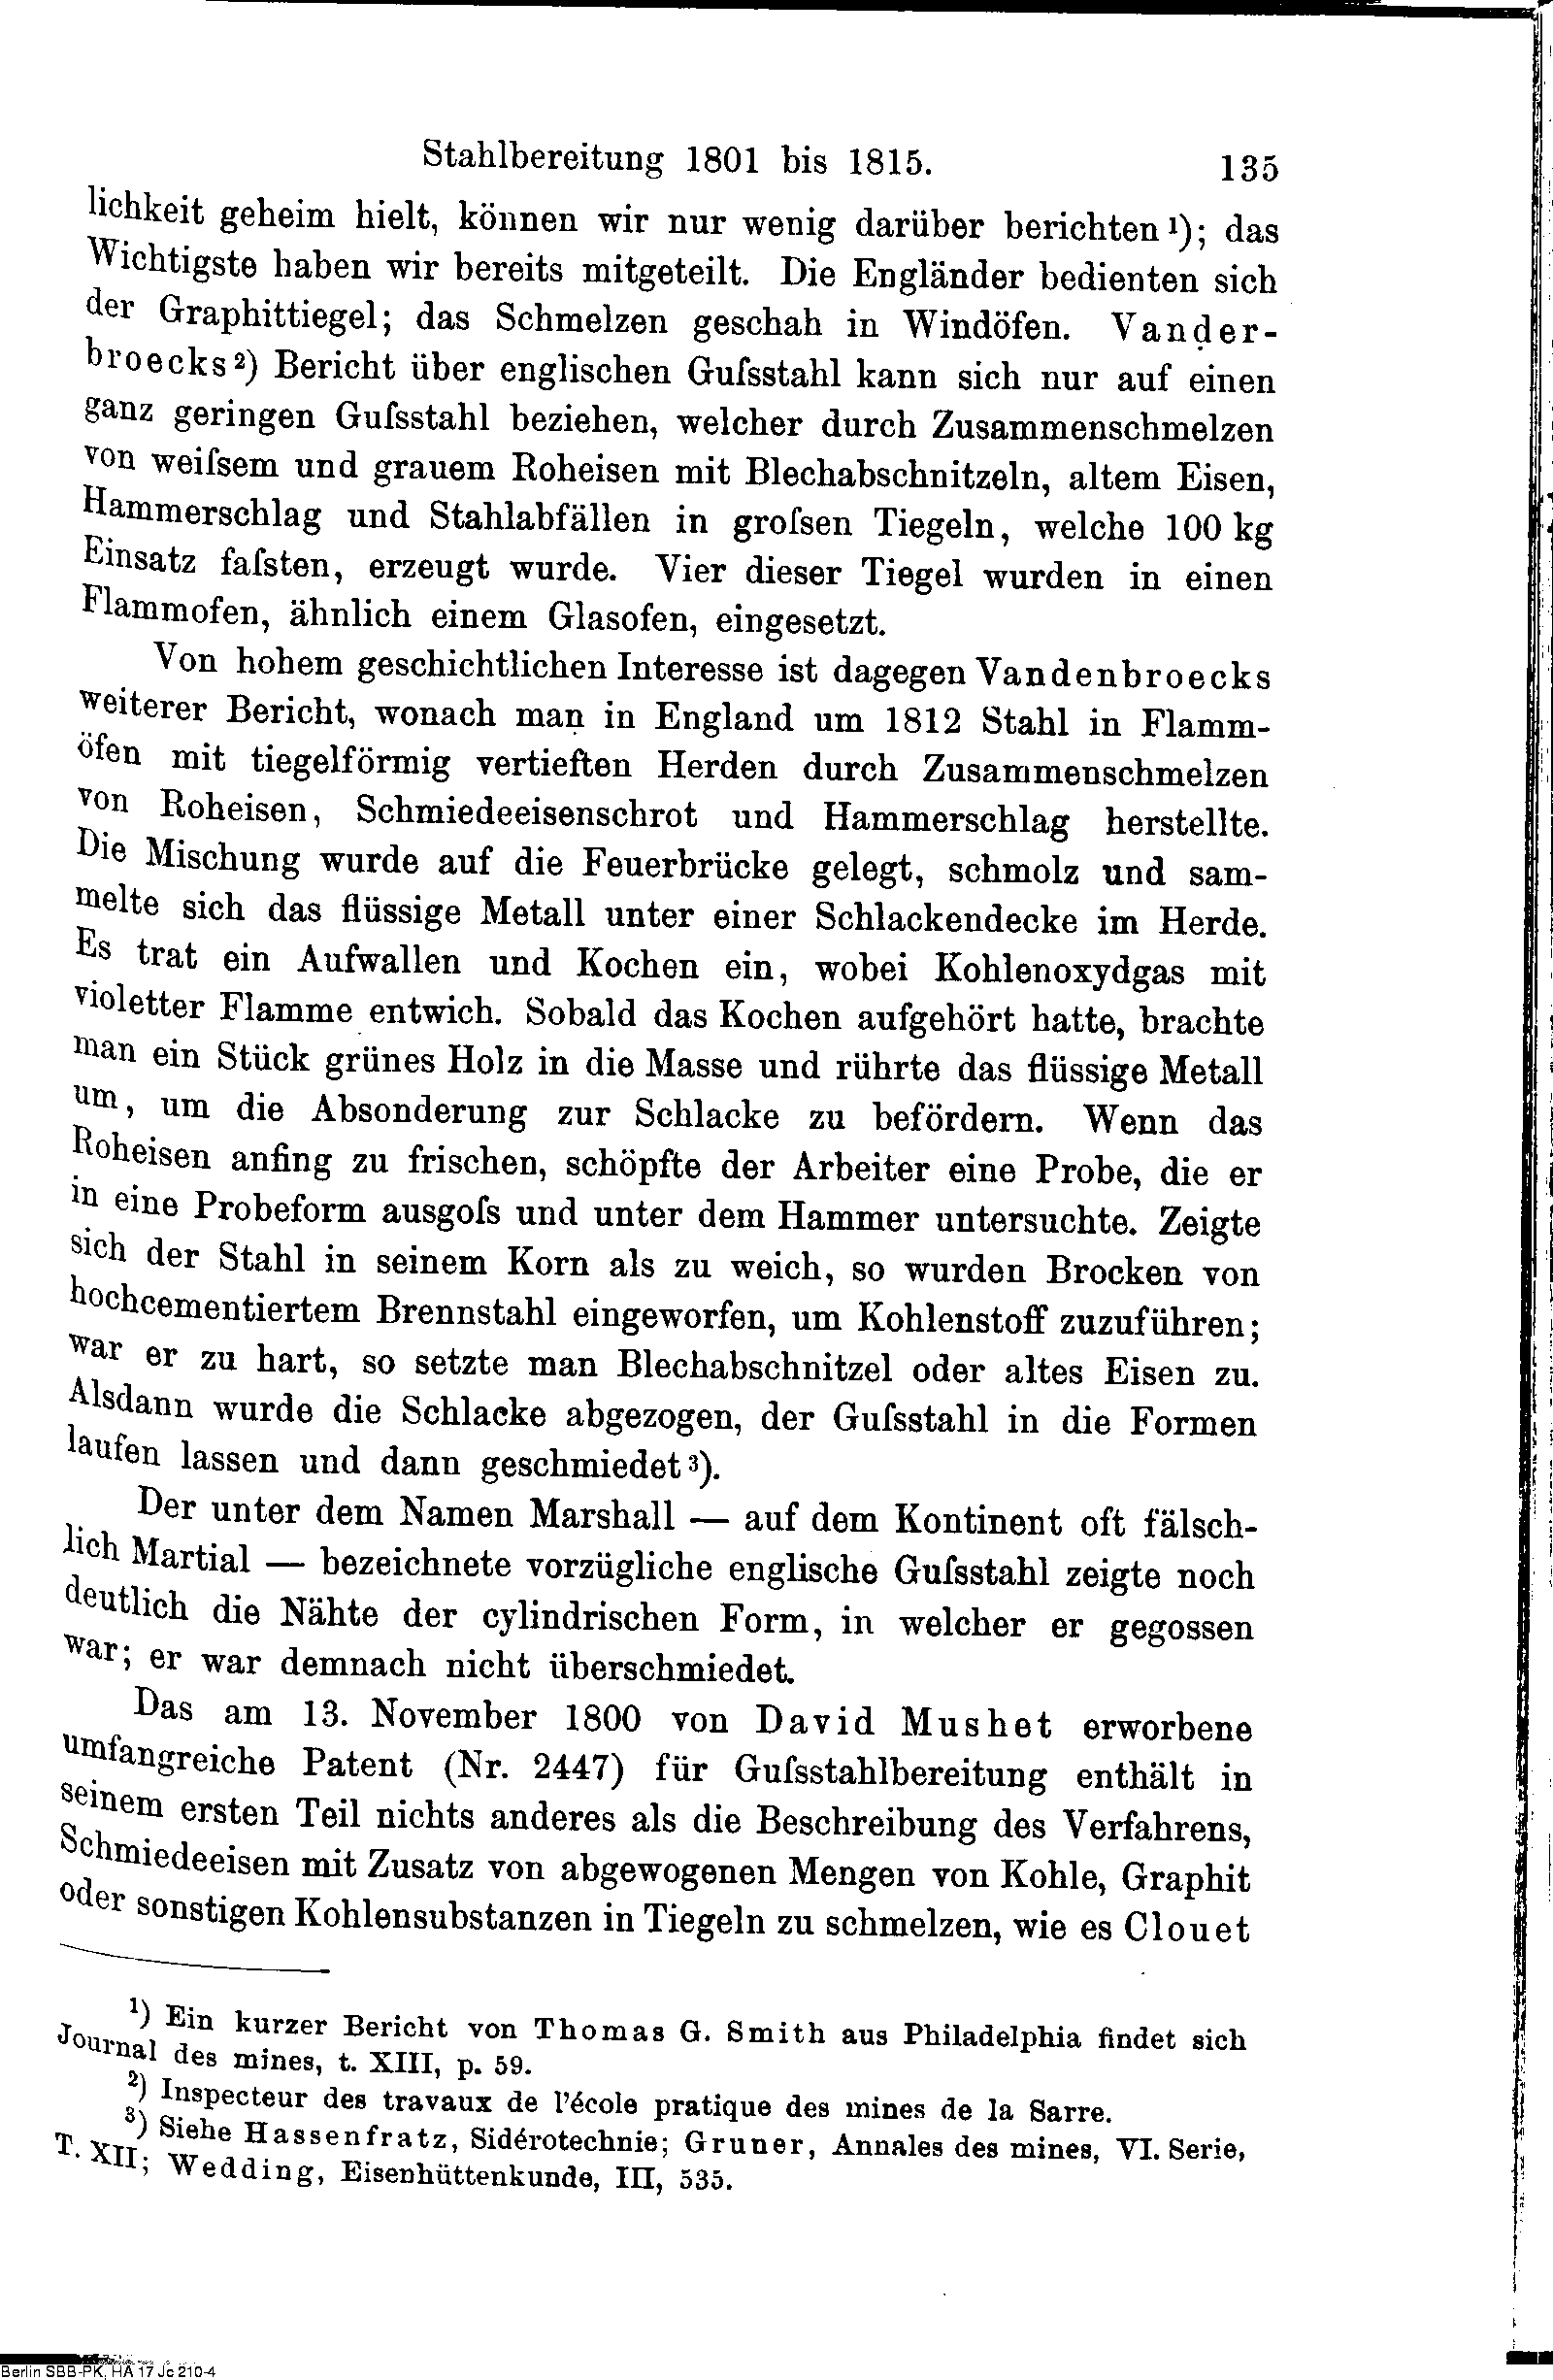 Stahlbereitung 1801 bis 1815. 135
lichkeit geheim hielt, können wir nur wenig darüber berichten¹); das
Wichtigste haben wir bereits mitgeteilt. Die Engländer bedienten sich
der Graphittiegel; das Schmelzen geschah in Windöfen. Vander-
broecks²) Bericht über englischen Guſsstahl kann sich nur auf einen
ganz geringen Guſsstahl beziehen, welcher durch Zusammenschmelzen
von weiſsem und grauem Roheisen mit Blechabschnitzeln, altem Eisen,
Hammerschlag und Stahlabfällen in groſsen Tiegeln, welche 100 kg
Einsatz faſsten, erzeugt wurde. Vier dieser Tiegel wurden in einen
Flammofen, ähnlich einem Glasofen, eingesetzt.
Von hohem geschichtlichen Interesse ist dagegen Vandenbroecks
weiterer Bericht, wonach man in England um 1812 Stahl in Flamm-
öfen mit tiegelförmig vertieften Herden durch Zusammenschmelzen
von Roheisen, Schmiedeeisenschrot und Hammerschlag herstellte.
Die Mischung wurde auf die Feuerbrücke gelegt, schmolz und sam-
melte sich das flüssige Metall unter einer Schlackendecke im Herde.
Es trat ein Aufwallen und Kochen ein, wobei Kohlenoxydgas mit
violetter Flamme entwich. Sobald das Kochen aufgehört hatte, brachte
man ein Stück grünes Holz in die Masse und rührte das flüssige Metall
um, um die Absonderung zur Schlacke zu befördern. Wenn das
Roheisen anfing zu frischen, schöpfte der Arbeiter eine Probe, die er
in eine Probeform ausgoſs und unter dem Hammer untersuchte. Zeigte
sich der Stahl in seinem Korn als zu weich, so wurden Brocken von
hochcementiertem Brennstahl eingeworfen, um Kohlenstoff zuzuführen;
war er zu hart, so setzte man Blechabschnitzel oder altes Eisen zu.
Alsdann wurde die Schlacke abgezogen, der Guſsstahl in die Formen
laufen lassen und dann geschmiedet³).
Der unter dem Namen Marshall — auf dem Kontinent oft fälsch-
lich Martial — bezeichnete vorzügliche englische Guſsstahl zeigte noch
deutlich die Nähte der cylindrischen Form, in welcher er gegossen
war; er war demnach nicht überschmiedet.
Das am 13. November 1800 von David Mushet erworbene
umfangreiche Patent (Nr. 2447) für Guſsstahlbereitung enthält in
seinem ersten Teil nichts anderes als die Beschreibung des Verfahrens,
Schmiedeeisen mit Zusatz von abgewogenen Mengen von Kohle, Graphit
oder sonstigen Kohlensubstanzen in Tiegeln zu schmelzen, wie es Clouet
¹) Ein kurzer Bericht von Thomas G. Smith aus Philadelphia findet sich
Journal des mines, t. XIII, p. 59.
²) Inspecteur des travaux de l'école pratique des mines de la Sarre.
³) Siehe Hassenfratz, Sidérotechnie; Gruner, Annales des mines, VI. Serie,
T. XII; Wedding, Eisenhüttenkunde, III, 535.
Berlin SBB-PK, HA 17 Jc 210-4